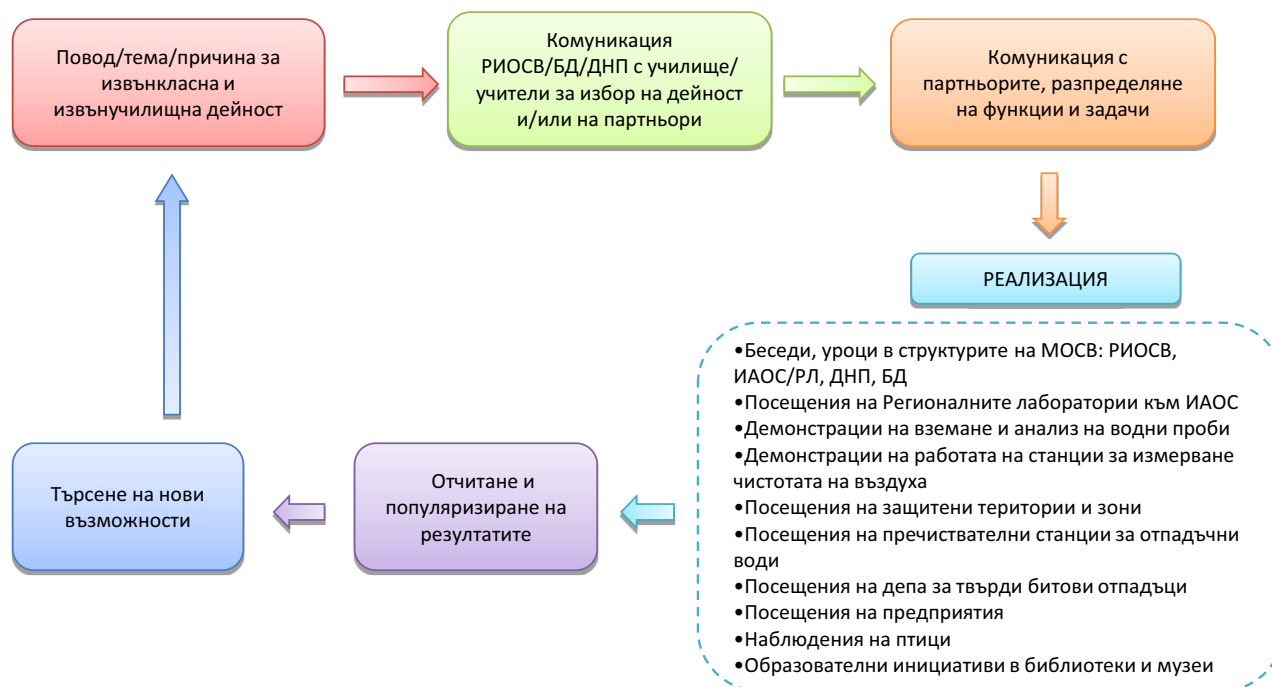 Повод/тема/причина за
извънкласна и
извънучилищна дейност
Комуникация
РИОСВ/БД/ДНП с училище/
учители за избор на дейност
и/или на партньори
Комуникация с
партньорите, разпределяне
на функции и задачи
РЕАЛИЗАЦИЯ
•Беседи, уроци в структурите на МОСВ: РИОСВ,
ИАОС/РЛ, ДНП, БД
•Посещения на Регионалните лаборатории към ИАОС
•Демонстрации на вземане и анализ на водни проби
•Демонстрации на работата на станции за измерване
чистотата на въздуха
•Посещения на защитени територии и зони
•Посещения на пречиствателни станции за отпадъчни
води
•Посещения на депа за твърди битови отпадъци
•Посещения на предприятия
•Наблюдения на птици
•Образователни инициативи в библиотеки и музеи
Отчитане и
популяризиране на
резултатите
Търсене на нови
възможности